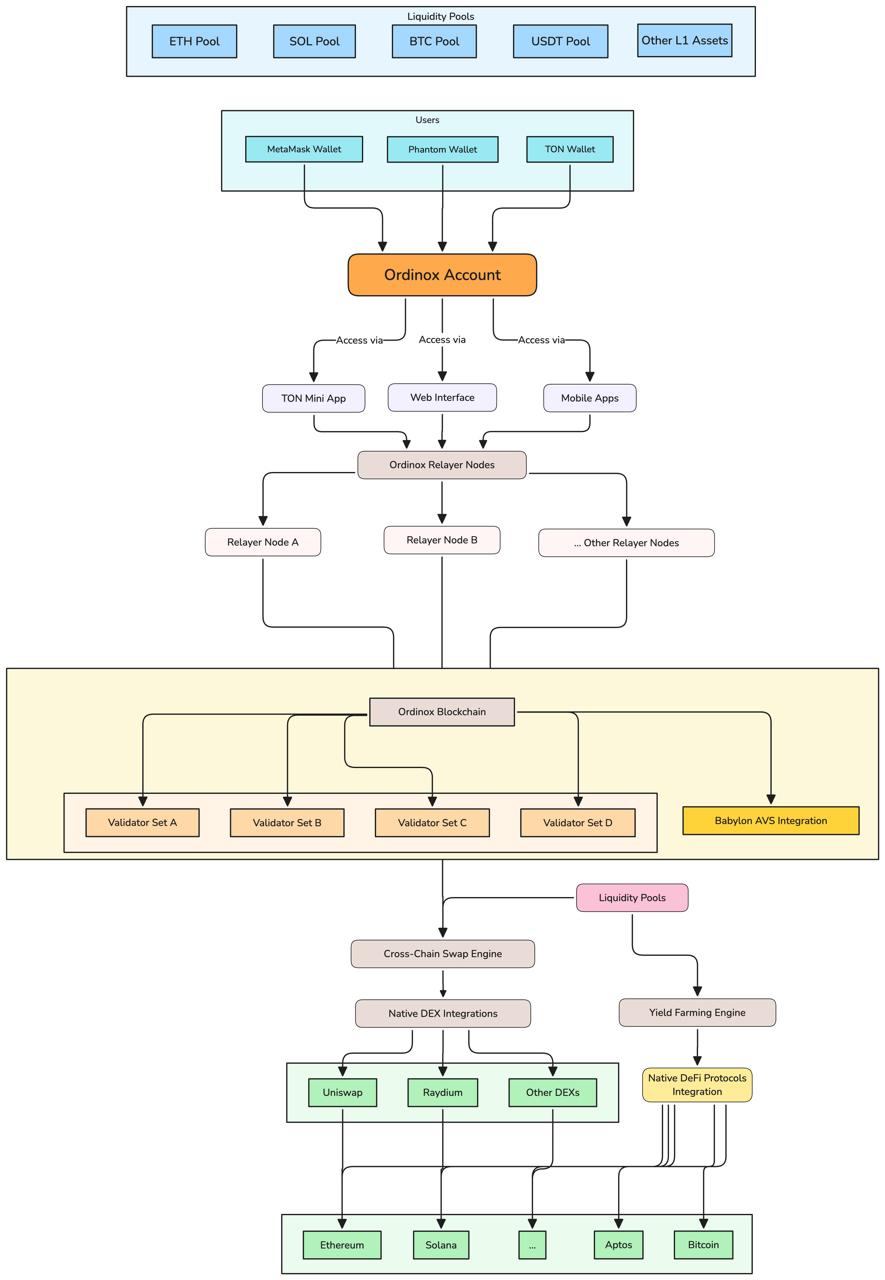 Liquidity Pools
ETH Pool
SOL Pool
BTC Pool
USDT Pool
Other L1 Assets
Users
MetaMask Wallet
Phantom Wallet
TON Wallet
Ordinox Account
Access via
Access via
Access via
TON Mini App
Web Interface
Mobile Apps
Ordinox Relayer Nodes
Relayer Node A
Relayer Node B
... Other Relayer Nodes
Ordinox Blockchain
Validator Set A
Validator Set B
Validator Set C
Validator Set D
Babylon AVS Integration
Liquidity Pools
Cross-Chain Swap Engine
Native DEX Integrations
Yield Farming Engine
Uniswap
Raydium
Other DEXs
Native DeFi Protocols
Integration
Ethereum
Solana
...
Aptos
Bitcoin